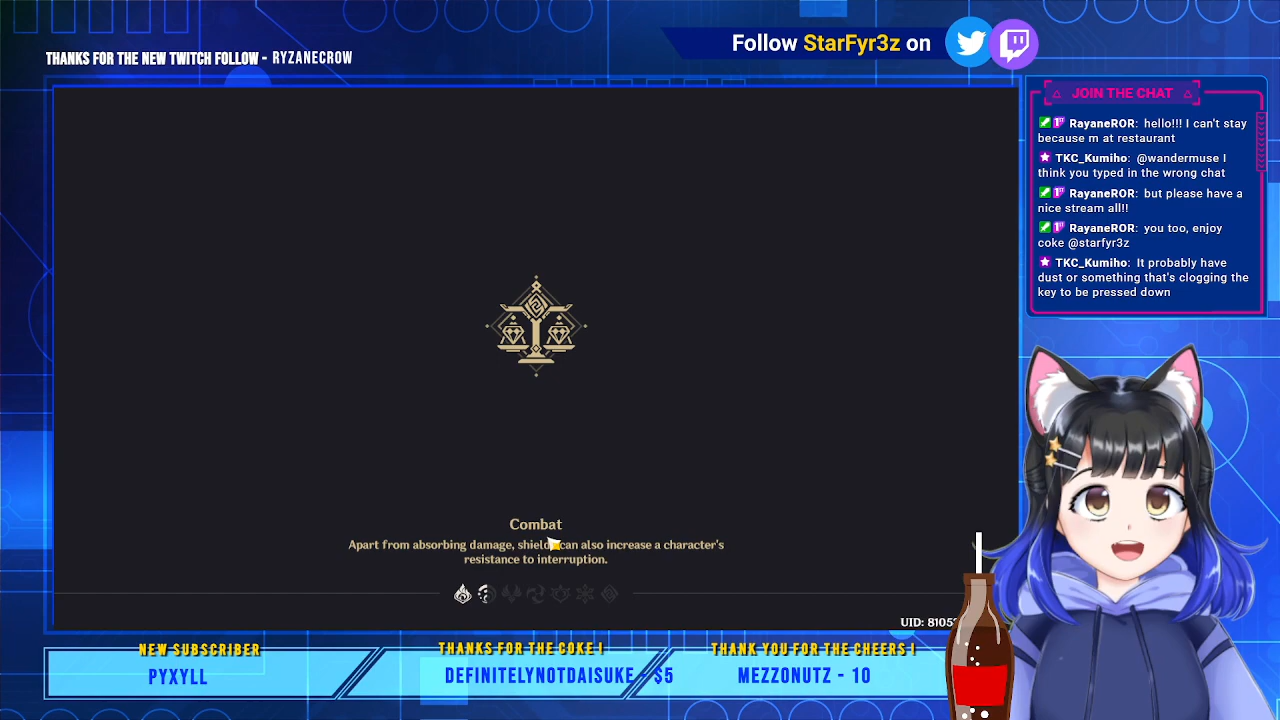 THANKS FOR THE NEW TWITCH FOLLOW - RYZANECROW
Follow StarFyr3z on
JOIN THE CHAT
RayaneROR: hello!!! I can't stay
because m at restaurant
TKC_Kumiho: @wandermuse I
think you typed in the wrong chat
RayaneROR: but please have a
nice stream all!!
RayaneROR: you too, enjoy
coke @starfyr3z
TKC_Kumiho: It probably have
dust or something that's clogging the
key to be pressed down
Combat
Apart from absorbing damage, shields can also increase a character's
resistance to interruption.
UID: 8105
NEW SUBSCRIBER
PYXYLL
THANKS FOR THE COKE !
DEFINITELYNOTDAISUKE - $5
THANK YOU FOR THE CHEERS !
MEZZONUTZ - 10